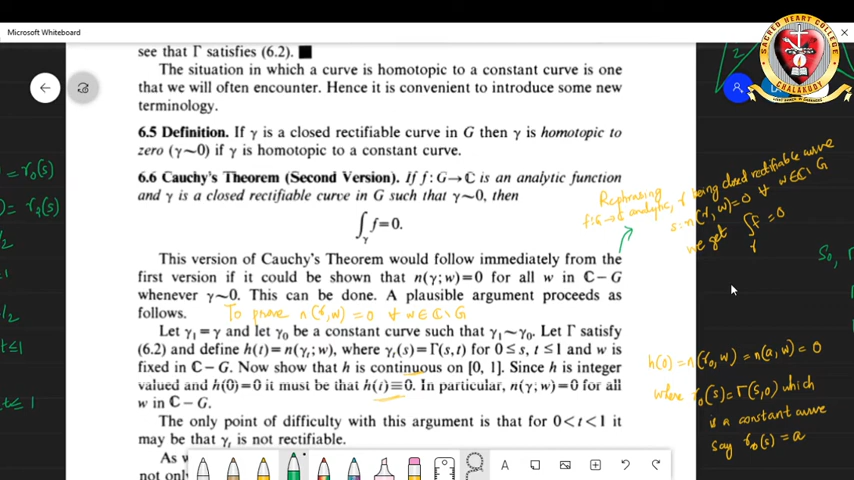 Microsoft Whiteboard
see that Γ satisfies (6.2). ■
The situation in which a curve is homotopic to a constant curve is one
that we will often encounter. Hence it is convenient to introduce some new
terminology.
6.5 Definition. If γ is a closed rectifiable curve in G then γ is homotopic to
zero (γ~0) if γ is homotopic to a constant curve.
6.6 Cauchy's Theorem (Second Version). If f: G→ℂ is an analytic function
and γ is a closed rectifiable curve in G such that γ~0, then
∫γ f=0.
This version of Cauchy's Theorem would follow immediately from the
first version if it could be shown that n(γ;w)=0 for all w in ℂ−G
whenever γ~0. This can be done. A plausible argument proceeds as
follows. To prove n(γ,w) = 0 ∀ w∈ℂ\G
Let γ₁=γ and let γ₀ be a constant curve such that γ₁~γ₀. Let Γ satisfy
(6.2) and define h(t)=n(γₜ;w), where γₜ(s)=Γ(s,t) for 0≤s, t≤1 and w is
fixed in ℂ−G. Now show that h is continuous on [0, 1]. Since h is integer
valued and h(0)=0 it must be that h(t)≡0. In particular, n(γ;w)=0 for all
w in ℂ−G.
The only point of difficulty with this argument is that for 0<t<1 it
may be that γₜ is not rectifiable.
As w
not only
= γ₀(s)
) = γ₁(s)
t≤1
≤t≤1
Rephrasing
f:G→ℂ analytic, γ being closed rectifiable curve
s.t n(γ,w)=0 ∀ w∈ℂ\G
we get ∫γ f = 0
So,
h(0) = n(γ₀,w) = n(a,w) = 0
where γ₀(s) = Γ(s,0) which
is a constant curve
say γ₀(s) = a
SACRED HEART COLLEGE
CHALAKUDY